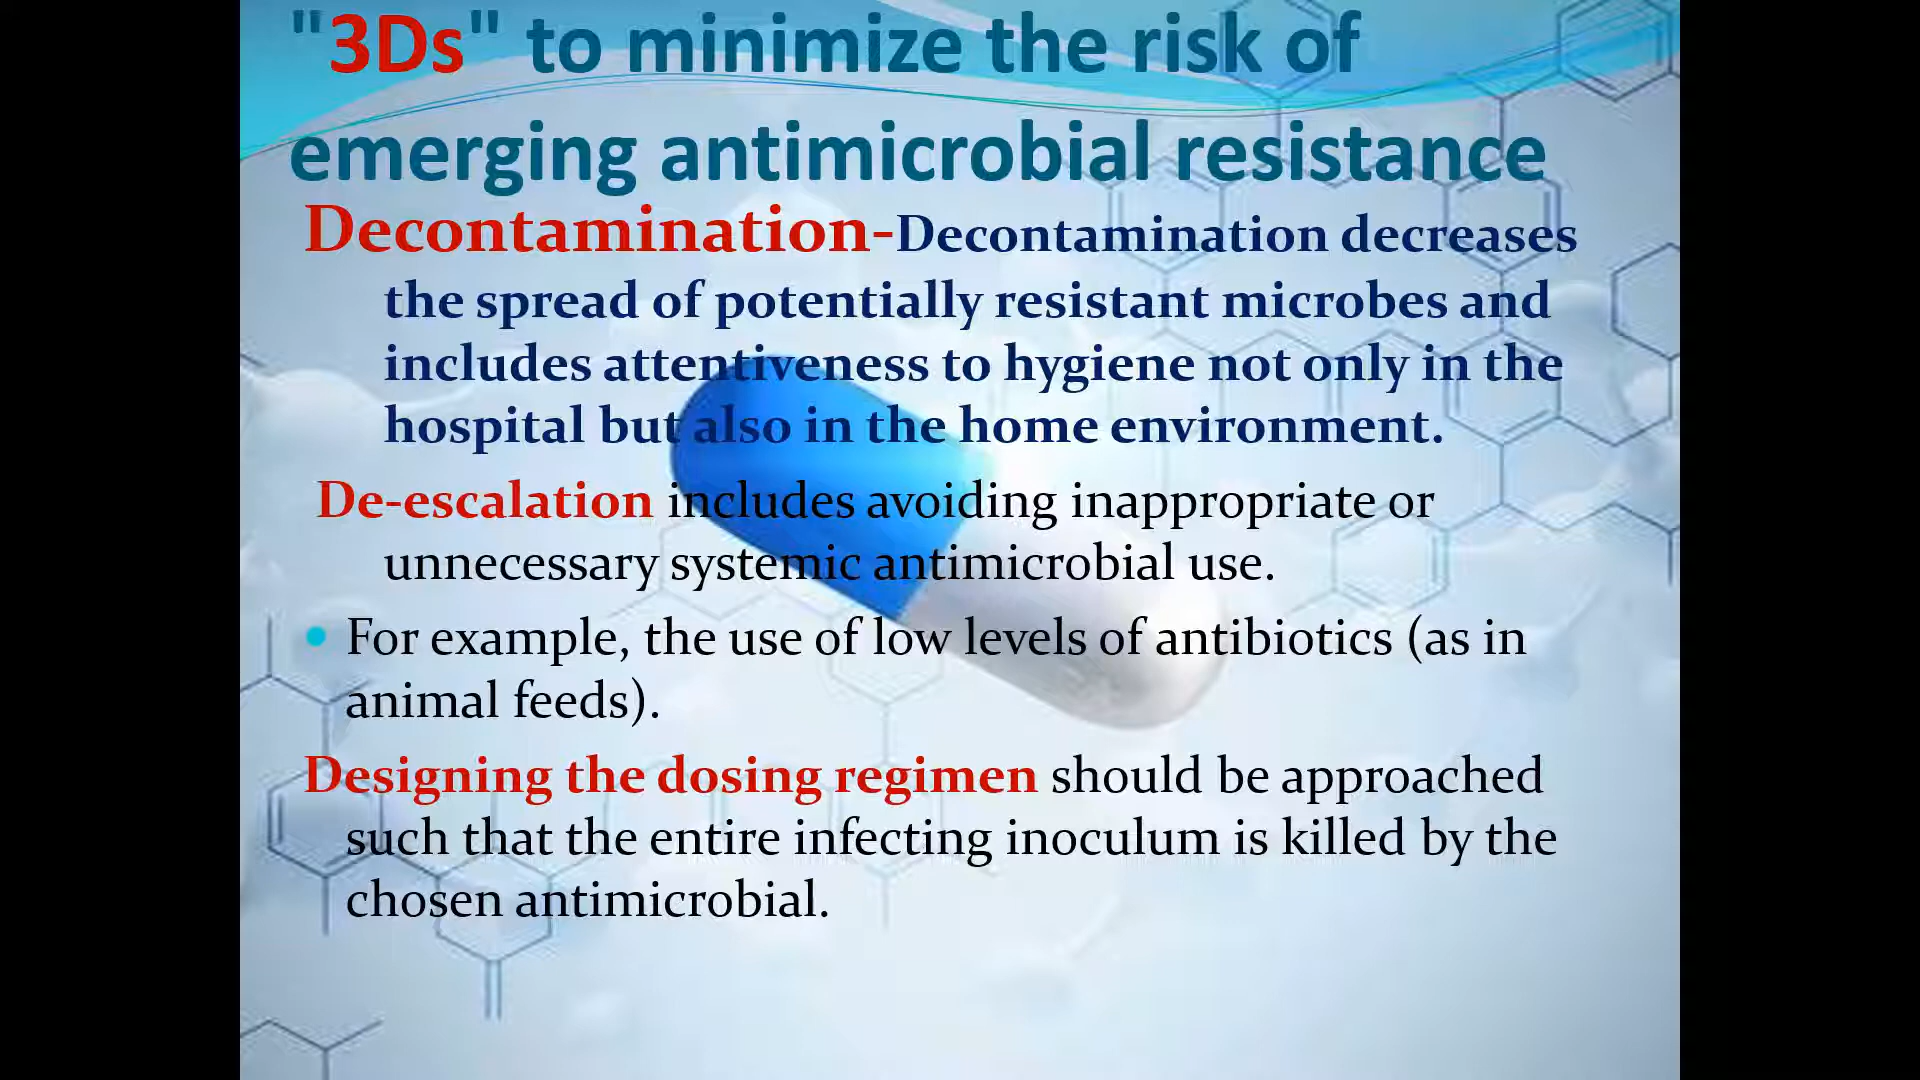 "3Ds" to minimize the risk of
emerging antimicrobial resistance
Decontamination-Decontamination decreases
the spread of potentially resistant microbes and
includes attentiveness to hygiene not only in the
hospital but also in the home environment.
De-escalation includes avoiding inappropriate or
unnecessary systemic antimicrobial use.
• For example, the use of low levels of antibiotics (as in
animal feeds).
Designing the dosing regimen should be approached
such that the entire infecting inoculum is killed by the
chosen antimicrobial.